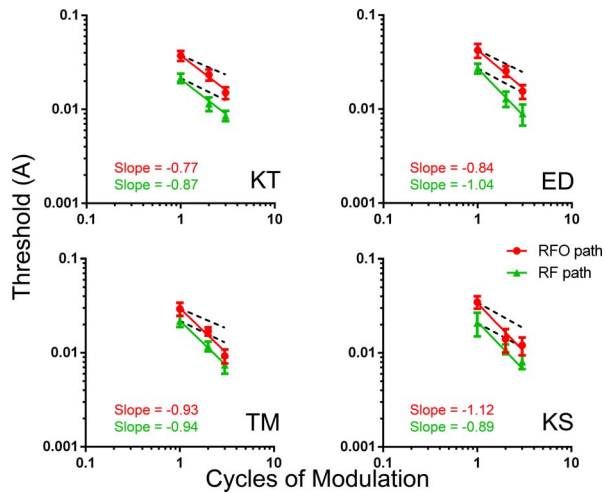 0.1
0.01
0.001
0.1
1
10
Slope = -0.77
Slope = -0.87
KT
0.1
0.01
0.001
0.1
1
10
Slope = -0.84
Slope = -1.04
ED
Threshold (A)
RFO path
RF path
0.1
0.01
0.001
0.1
1
10
Slope = -0.93
Slope = -0.94
TM
0.1
0.01
0.001
0.1
1
10
Slope = -1.12
Slope = -0.89
KS
Cycles of Modulation